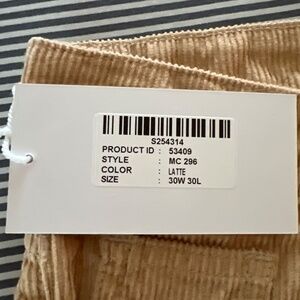 S254314
PRODUCT ID : 53409
STYLE : MC 296
COLOR : LATTE
SIZE : 30W 30L